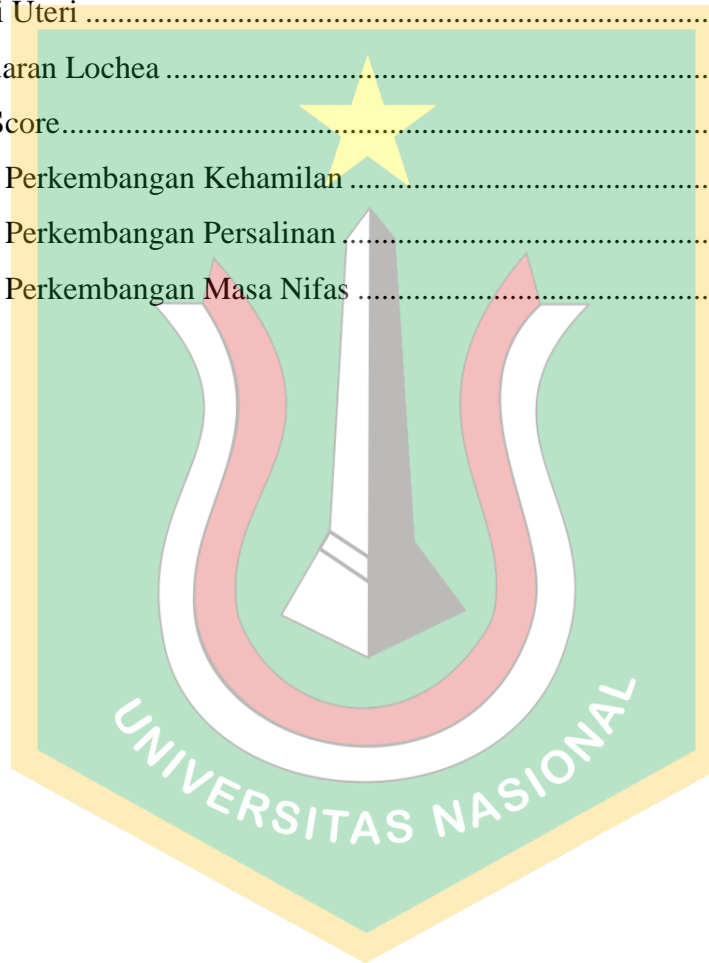 i Uteri ..........................................................................................
aran Lochea ................................................................................
Score............................................................................................
Perkembangan Kehamilan .............................................................
Perkembangan Persalinan ..............................................................
Perkembangan Masa Nifas ............................................................
UNIVERSITAS NASIONAL